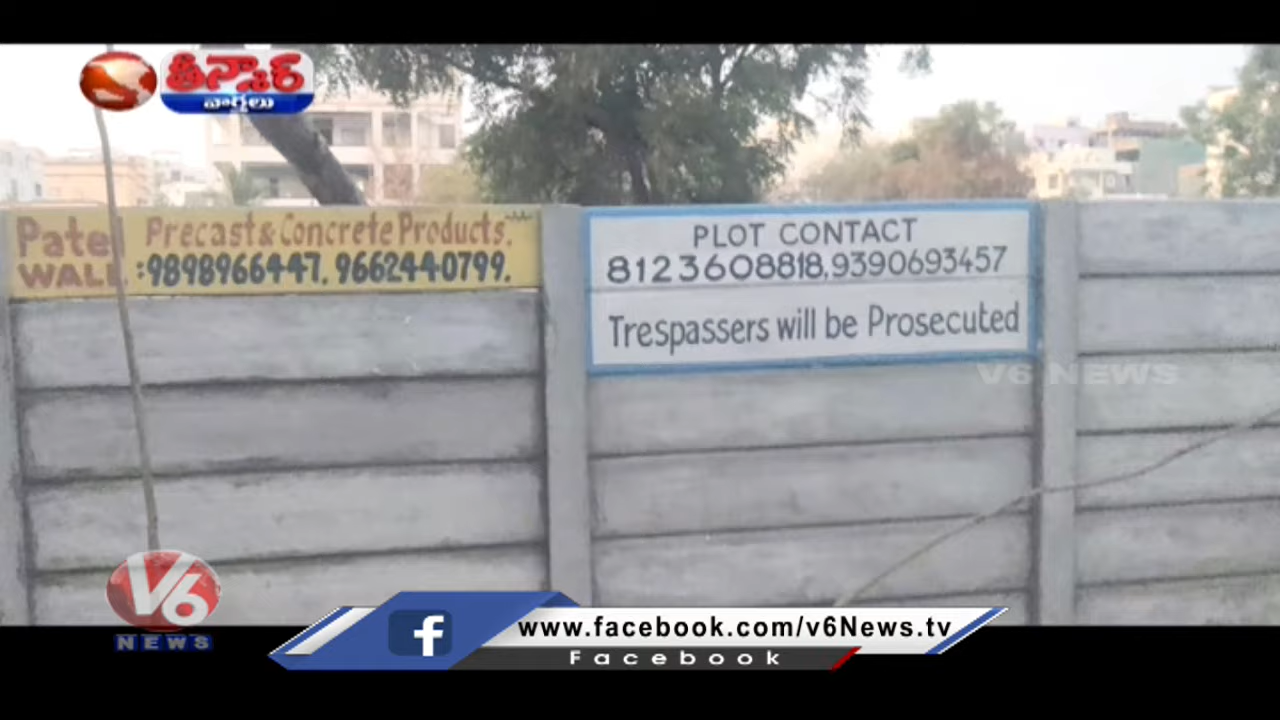 తీన్మార్
వార్తలు
Patel Precast & Concrete Products.
WALL :9898966447. 9662440799.
PLOT CONTACT
8123608818, 9390693457
Trespassers will be Prosecuted
V6 NEWS
V6
NEWS
www.facebook.com/v6News.tv
Facebook